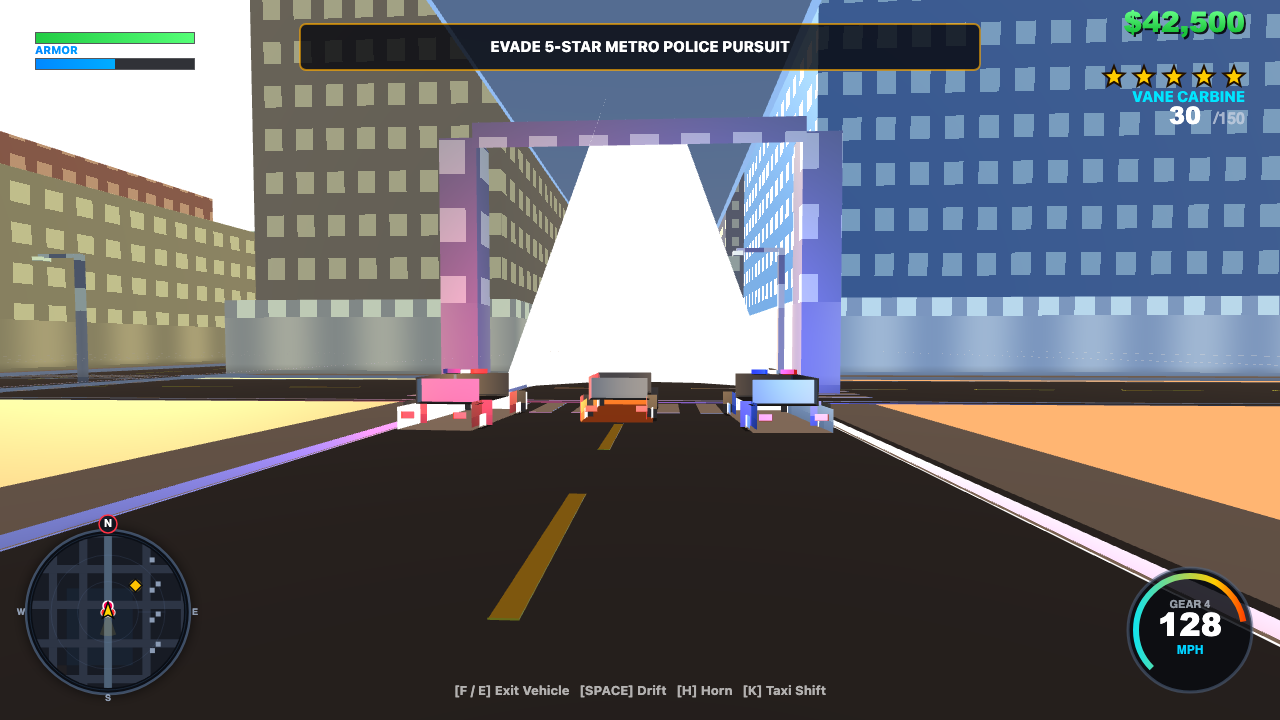 ARMOR
EVADE 5-STAR METRO POLICE PURSUIT
$42,500
VANE CARBINE
30 /150
N
W
E
S
GEAR 4
128
MPH
[F / E] Exit Vehicle [SPACE] Drift [H] Horn [K] Taxi Shift